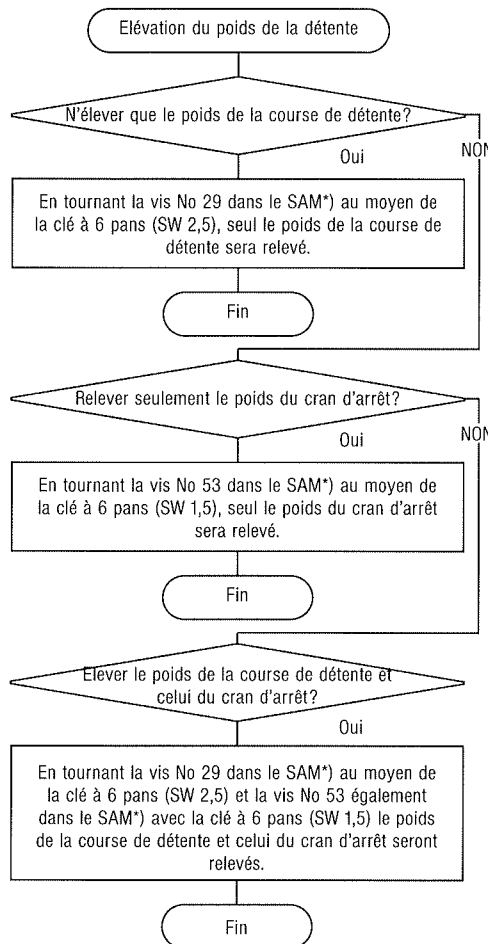 Elévation du poids de la détente
N'élever que le poids de la course de détente?
Oui
NON
En tournant la vis No 29 dans le SAM*) au moyen de
la clé à 6 pans (SW 2,5), seul le poids de la course de
détente sera relevé.
Fin
Relever seulement le poids du cran d'arrêt?
Oui
NON
En tournant la vis No 53 dans le SAM*) au moyen de
la clé à 6 pans (SW 1,5), seul le poids du cran d'arrêt
sera relevé.
Fin
Elever le poids de la course de détente et
celui du cran d'arrêt?
Oui
En tournant la vis No 29 dans le SAM*) au moyen de
la clé à 6 pans (SW 2,5) et la vis No 53 également
dans le SAM*) avec la clé à 6 pans (SW 1,5) le poids
de la course de détente et celui du cran d'arrêt seront
relevés.
Fin